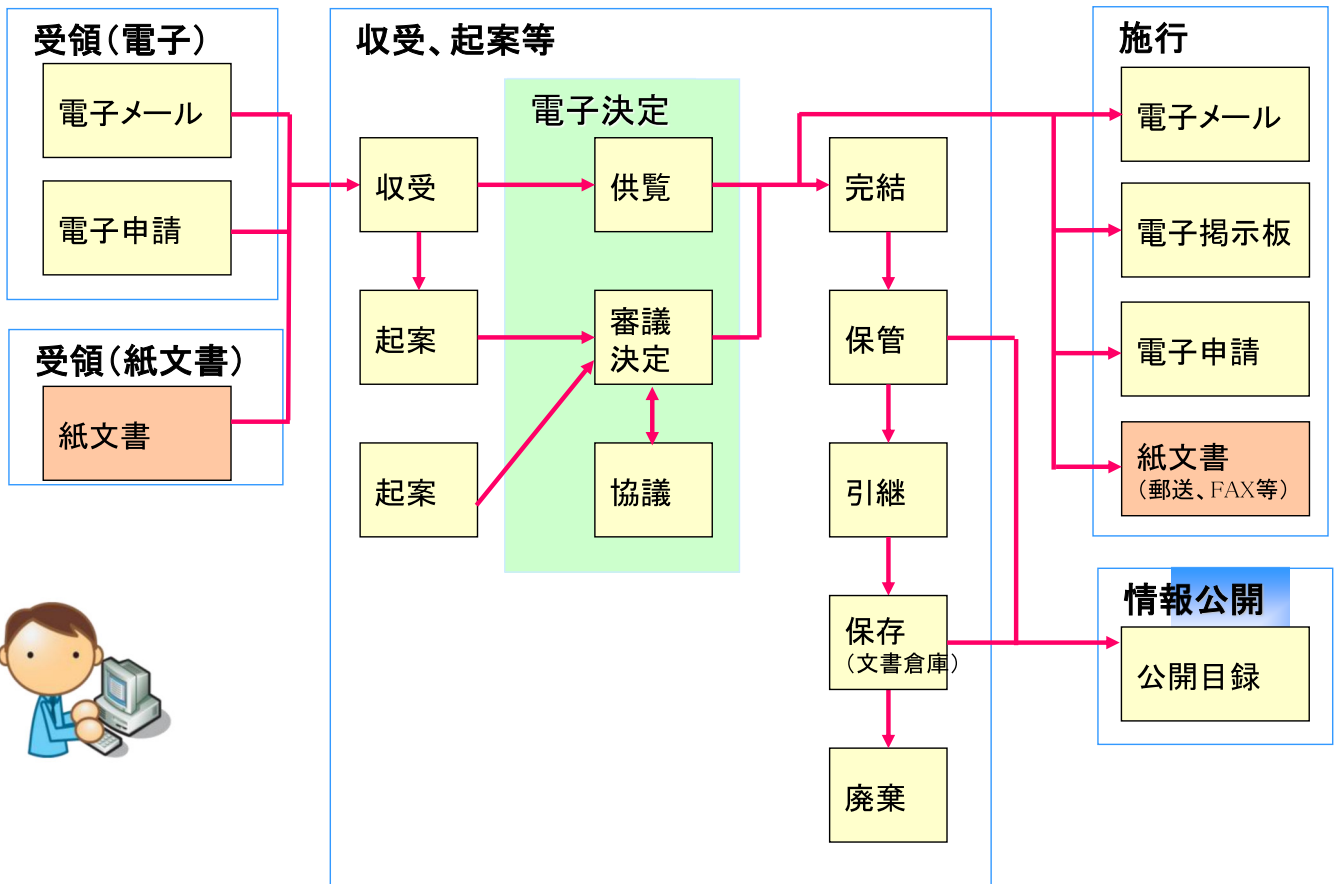 受領(電子)
電子メール
電子申請
受領(紙文書)
紙文書
収受、起案等
電子決定
収受
供覧
完結
起案
審議
決定
保管
起案
協議
引継
保存
(文書倉庫)
廃棄
施行
電子メール
電子掲示板
電子申請
紙文書
(郵送、FAX等)
情報公開
公開目録